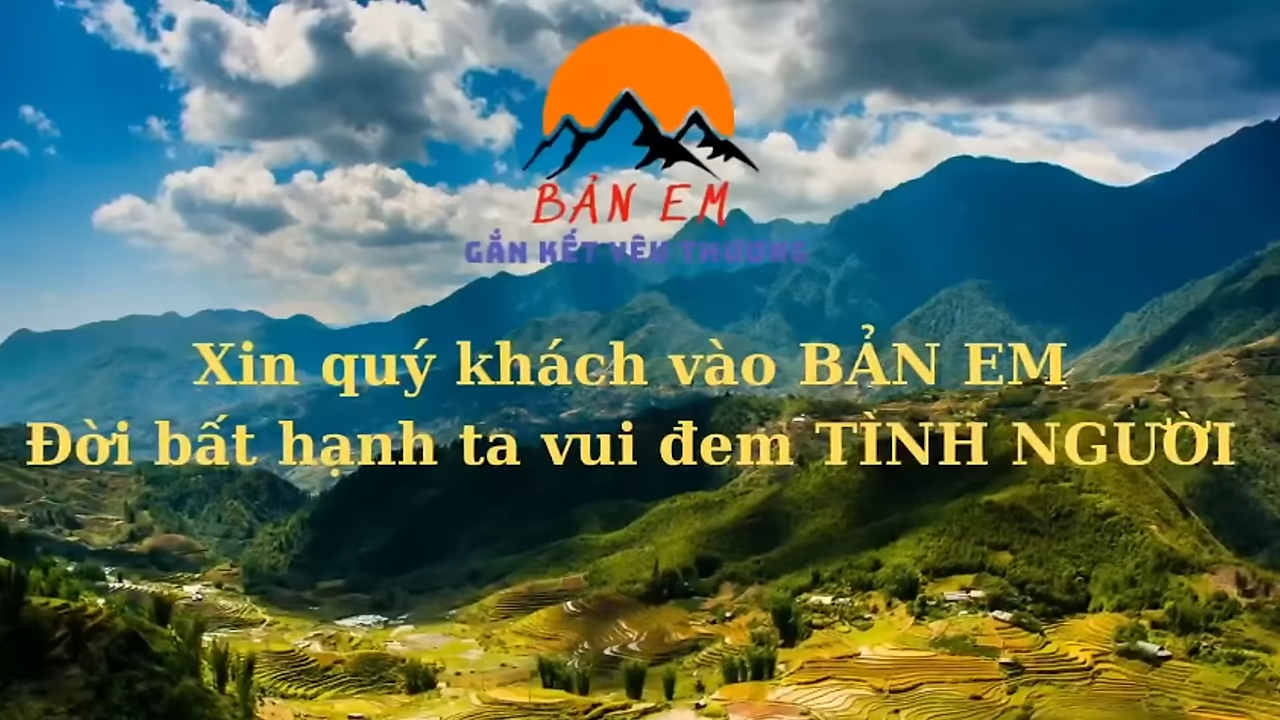 BẢN EM
GẮN KẾT YÊU THƯƠNG
Xin quý khách vào BẢN EM
Đời bất hạnh ta vui đem TÌNH NGƯỜI